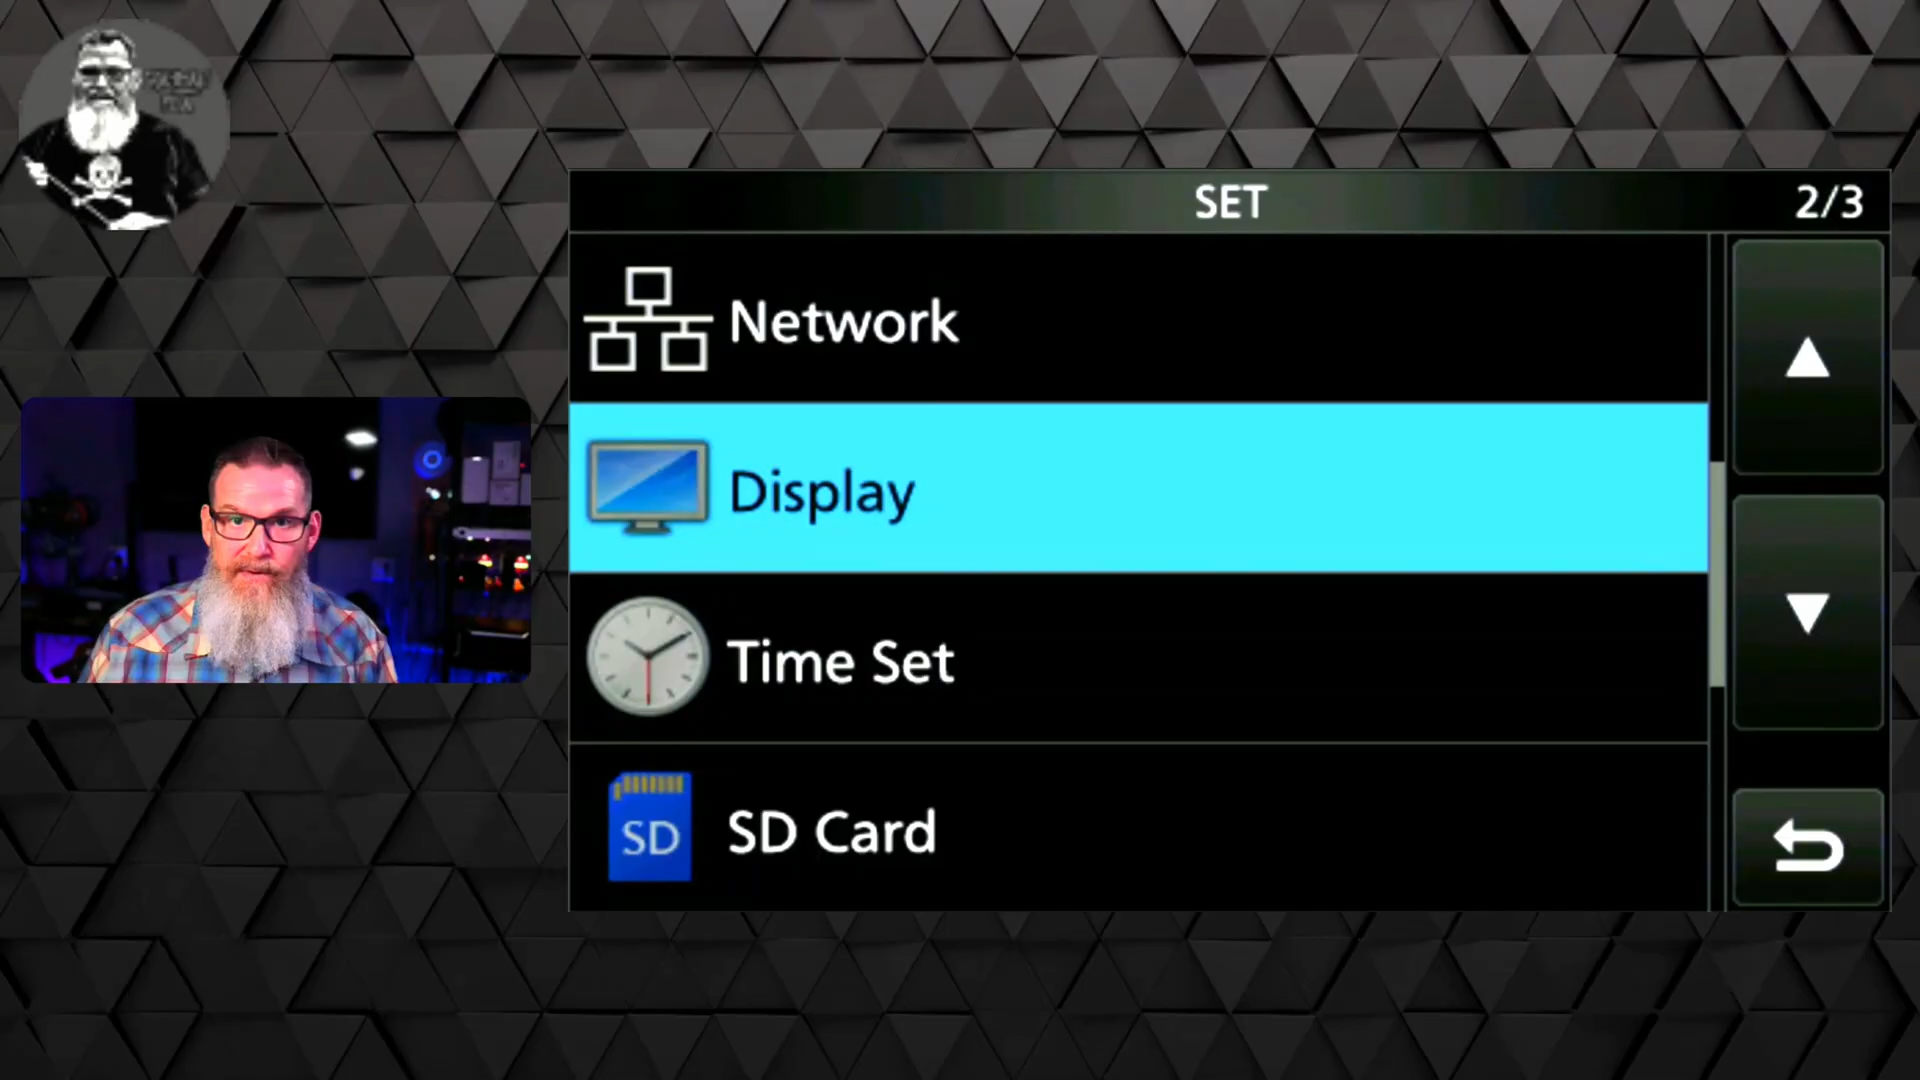 SET
2/3
Network
Display
Time Set
SD
SD Card